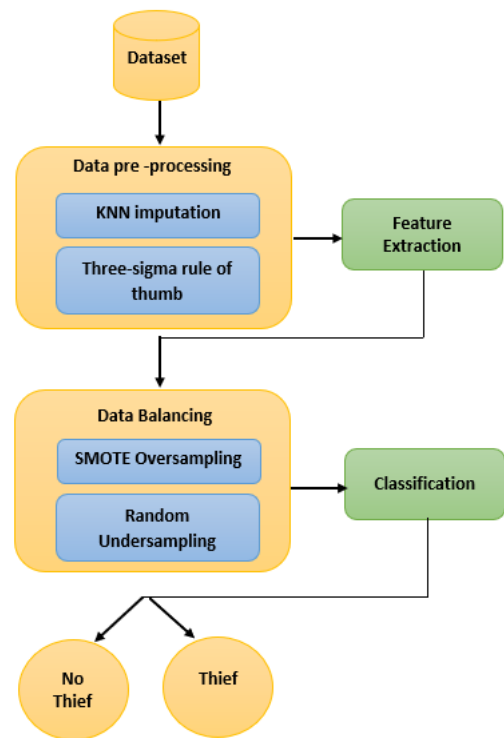 Dataset
Data pre -processing
KNN imputation
Three-sigma rule of
thumb
Feature
Extraction
Data Balancing
SMOTE Oversampling
Random
Undersampling
Classification
No
Thief
Thief